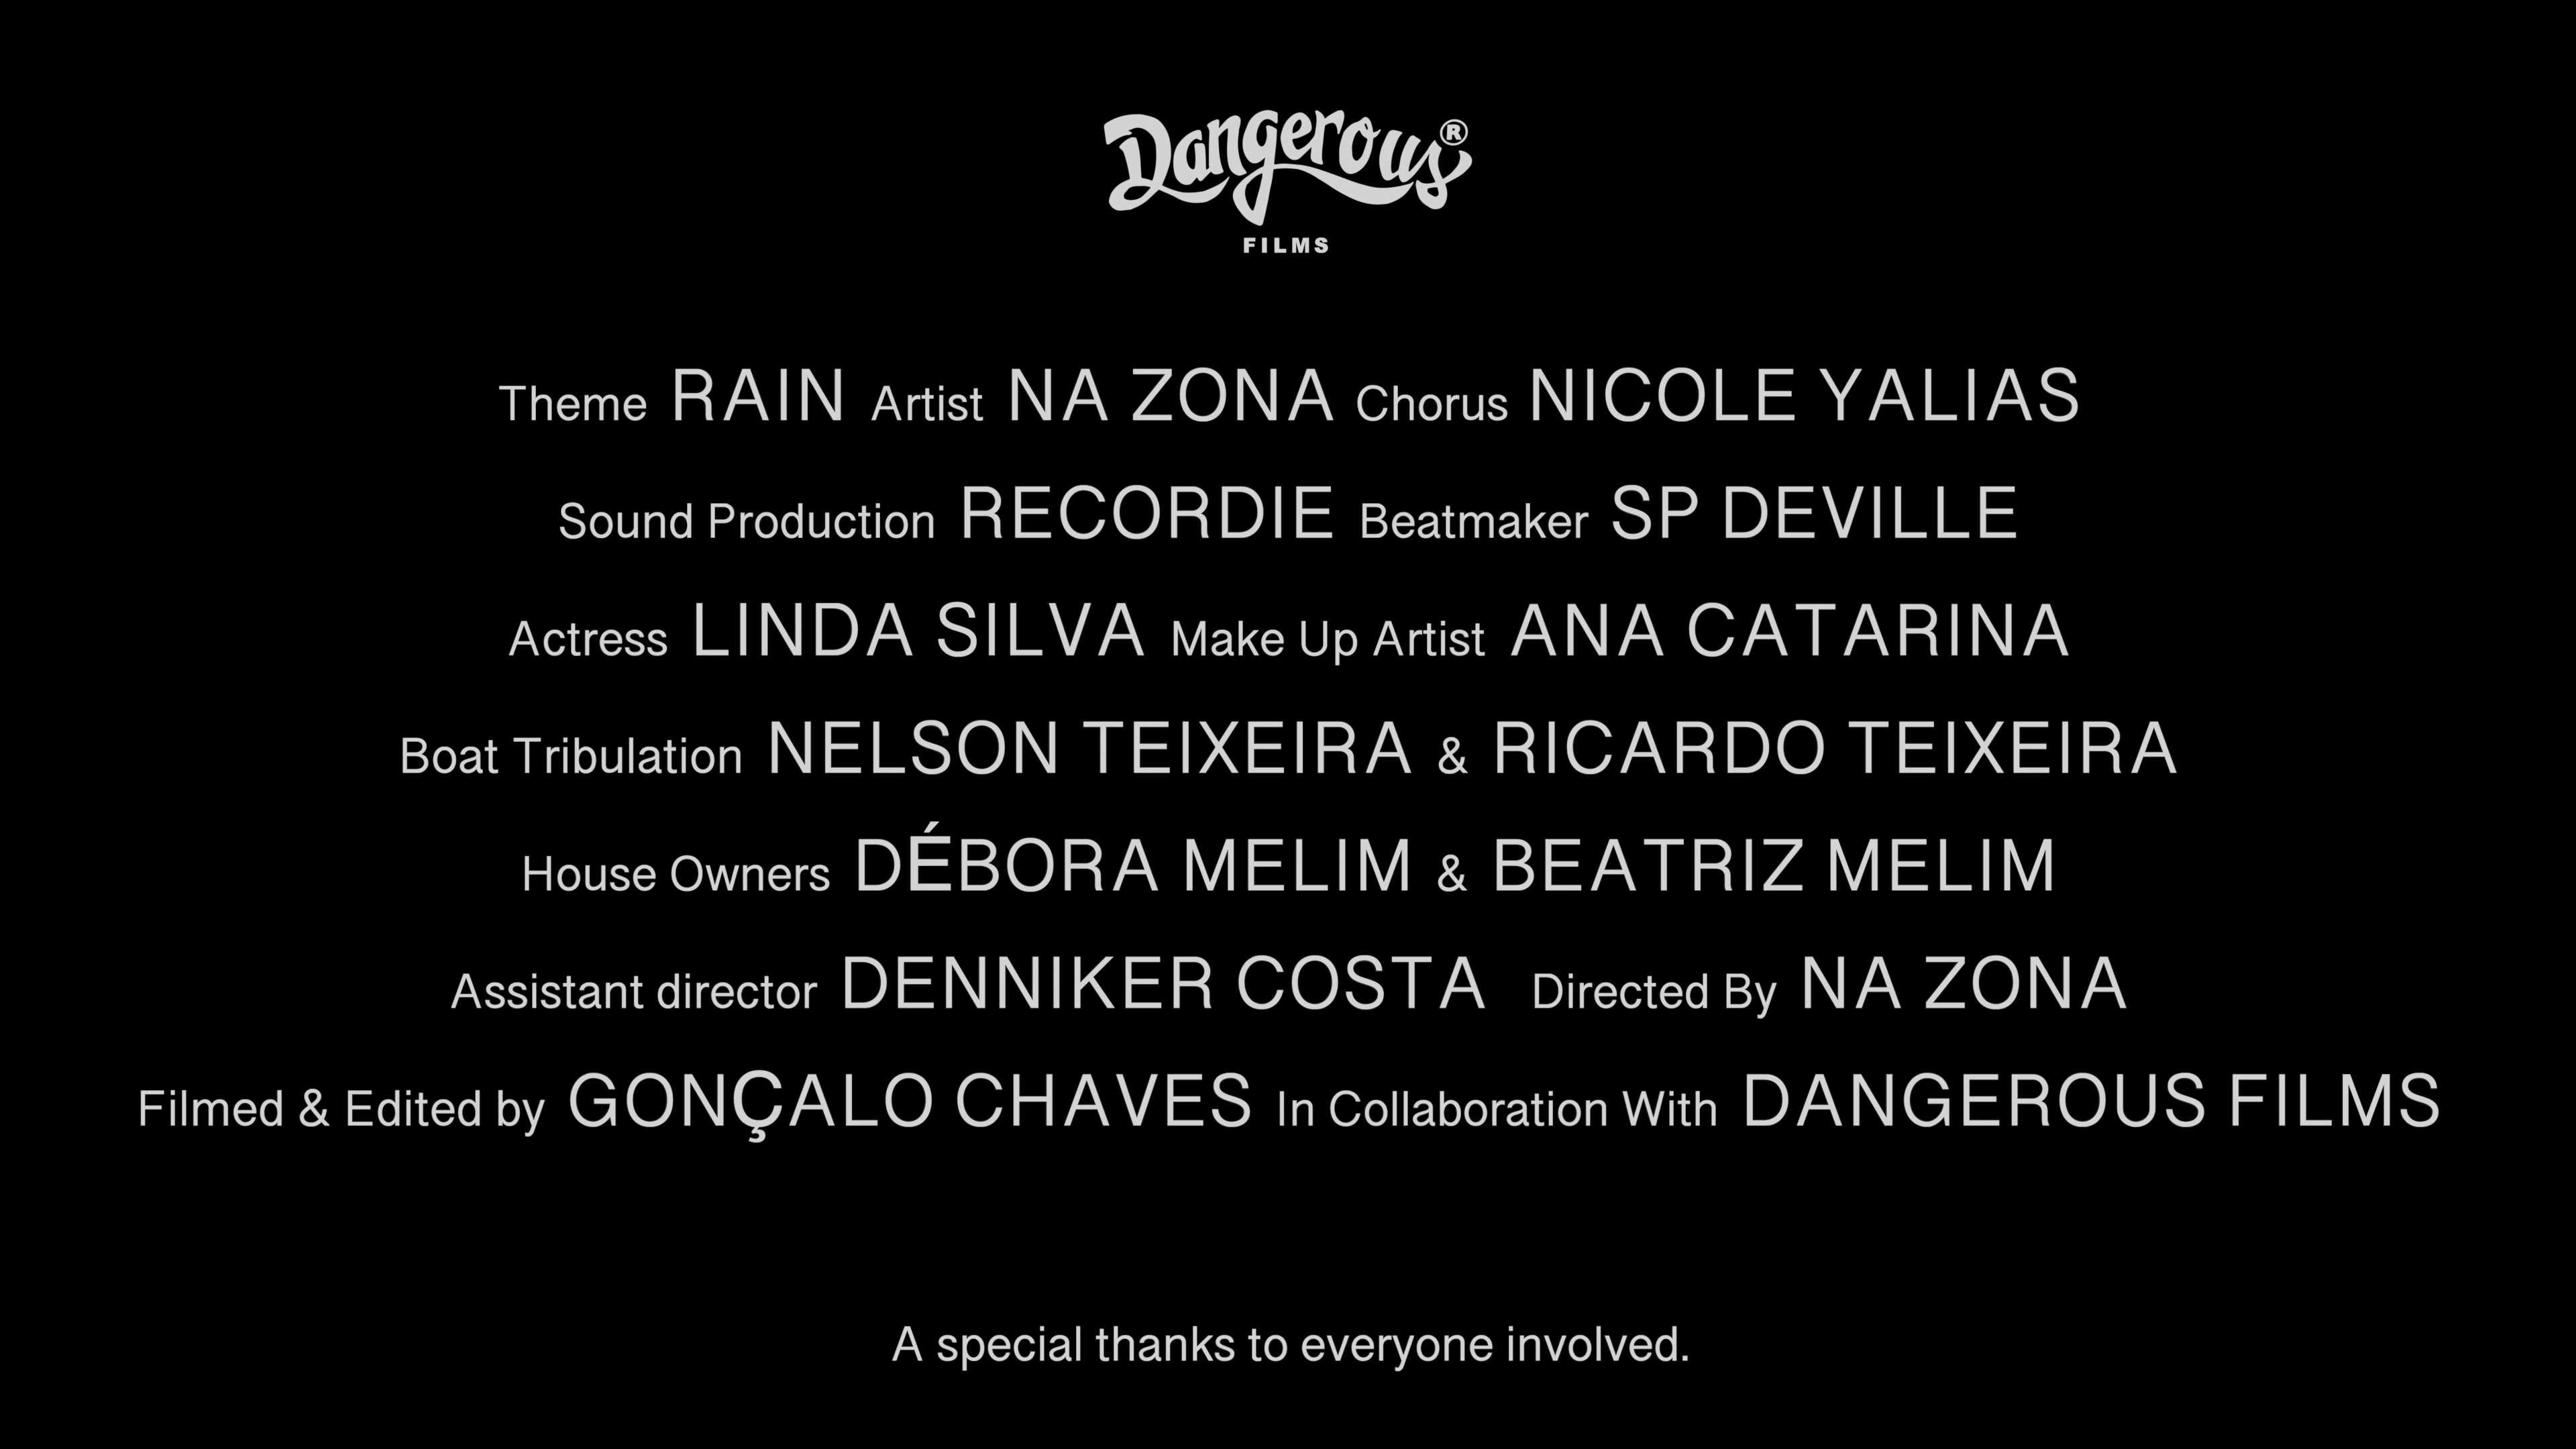 Dangerous®
FILMS
Theme RAIN Artist NA ZONA Chorus NICOLE YALIAS
Sound Production RECORDIE Beatmaker SP DEVILLE
Actress LINDA SILVA Make Up Artist ANA CATARINA
Boat Tribulation NELSON TEIXEIRA & RICARDO TEIXEIRA
House Owners DÉBORA MELIM & BEATRIZ MELIM
Assistant director DENNIKER COSTA Directed By NA ZONA
Filmed & Edited by GONÇALO CHAVES In Collaboration With DANGEROUS FILMS
A special thanks to everyone involved.